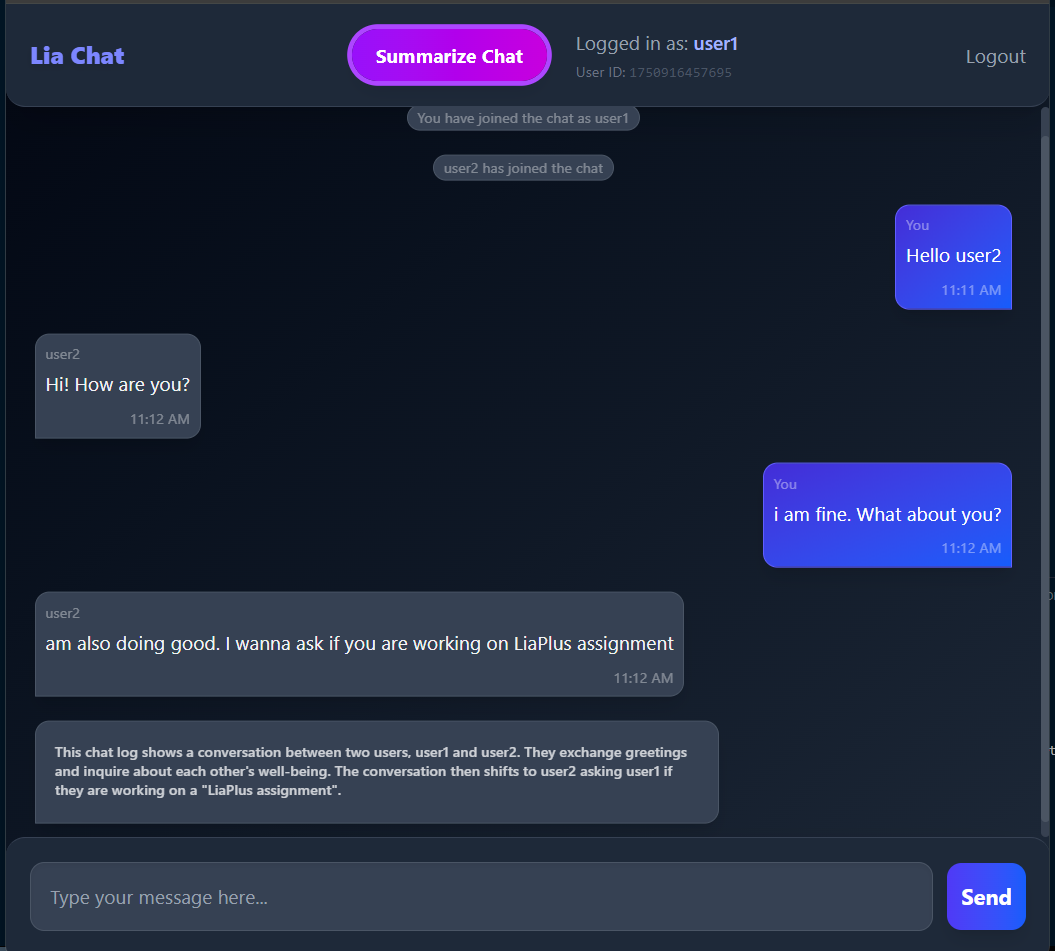 Lia Chat
Summarize Chat
Logged in as: user1
User ID: 1750916457695
Logout
You have joined the chat as user1
user2 has joined the chat
You
Hello user2
11:11 AM
user2
Hi! How are you?
11:12 AM
You
i am fine. What about you?
11:12 AM
user2
am also doing good. I wanna ask if you are working on LiaPlus assignment
11:12 AM
This chat log shows a conversation between two users, user1 and user2. They exchange greetings
and inquire about each other's well-being. The conversation then shifts to user2 asking user1 if
they are working on a "LiaPlus assignment".
Type your message here...
Send